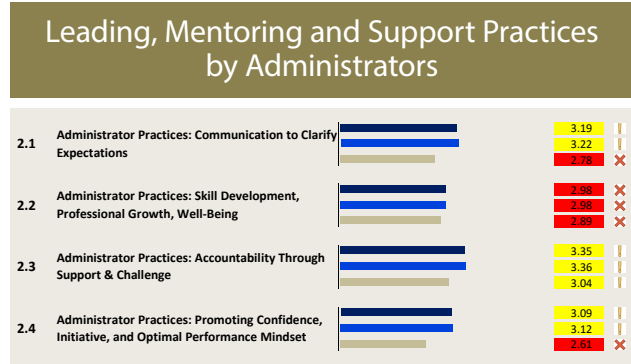 Leading, Mentoring and Support Practices
by Administrators
2.1
Administrator Practices: Communication to Clarify
Expectations
3.19
3.22
2.78
2.2
Administrator Practices: Skill Development,
Professional Growth, Well-Being
2.98
2.98
2.89
2.3
Administrator Practices: Accountability Through
Support & Challenge
3.35
3.36
3.04
2.4
Administrator Practices: Promoting Confidence,
Initiative, and Optimal Performance Mindset
3.09
3.12
2.61